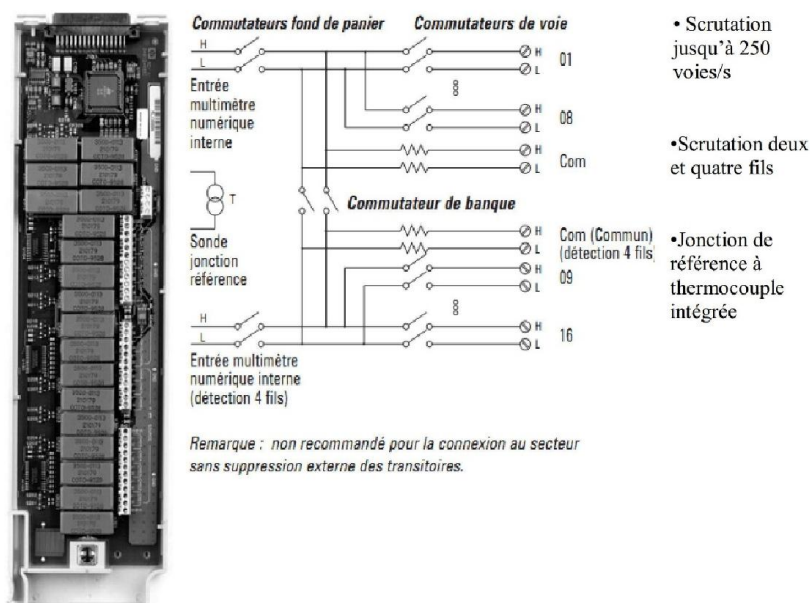 Commutateurs fond de panier Commutateurs de voie
H
L
H
01
L
Entrée
multimètre
numérique
interne
H
08
L
H
Com
L
T
Commutateur de banque
Sonde
jonction
référence
H
Com (Commun)
L
(détection 4 fils)
H
09
L
H
L
H
16
L
Entrée multimètre
numérique interne
(détection 4 fils)
Remarque : non recommandé pour la connexion au secteur
sans suppression externe des transitoires.
• Scrutation
jusqu'à 250
voies/s
•Scrutation deux
et quatre fils
•Jonction de
référence à
thermocouple
intégrée